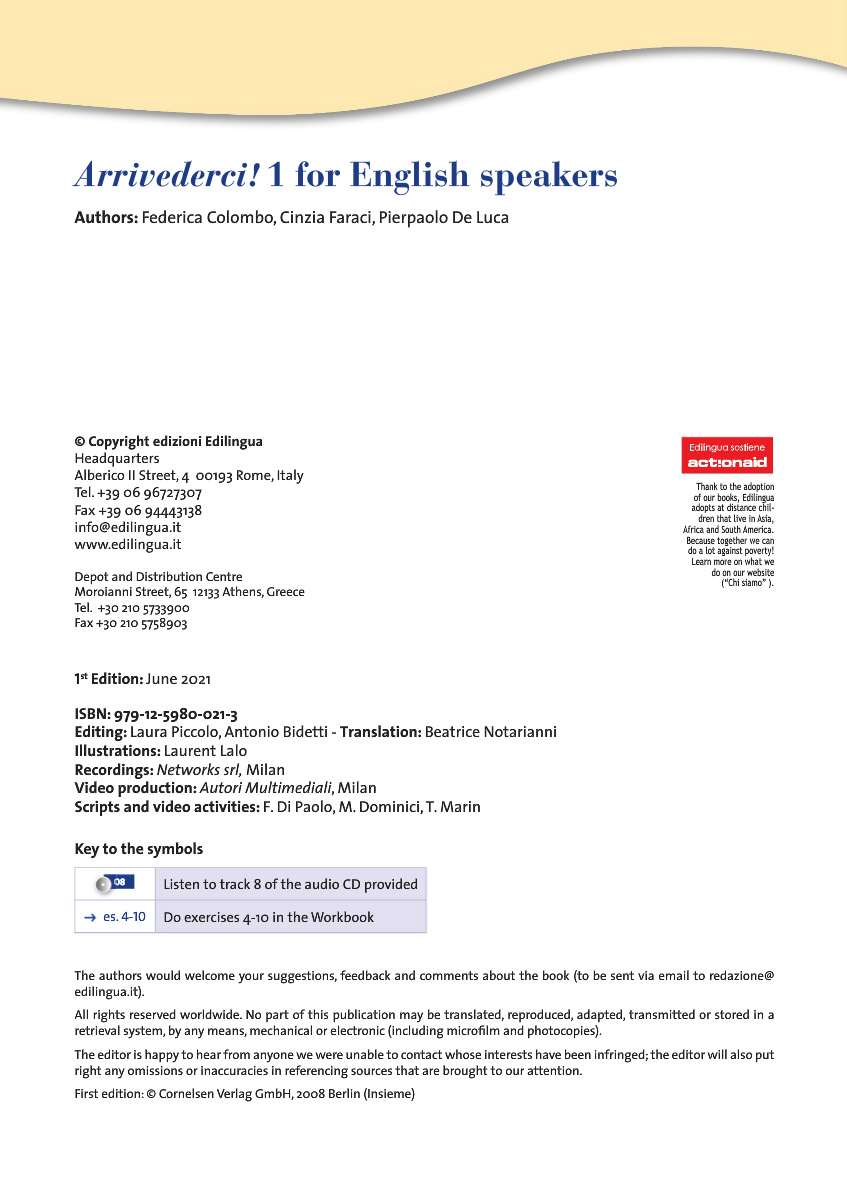 Arrivederci! 1 for English speakers
Authors: Federica Colombo, Cinzia Faraci, Pierpaolo De Luca
© Copyright edizioni Edilingua
Headquarters
Alberico II Street, 4 00193 Rome, Italy
Tel. +39 06 96727307
Fax +39 06 94443138
info@edilingua.it
www.edilingua.it
Depot and Distribution Centre
Moroianni Street, 65 12133 Athens, Greece
Tel. +30 210 5733900
Fax +30 210 5758903
Edilingua sostiene
act!onaid
Thank to the adoption
of our books, Edilingua
adopts at distance chil-
dren that live in Asia,
Africa and South America.
Because together we can
do a lot against poverty!
Learn more on what we
do on our website
(“Chi siamo” ).
1st Edition: June 2021
ISBN: 979-12-5980-021-3
Editing: Laura Piccolo, Antonio Bidetti - Translation: Beatrice Notarianni
Illustrations: Laurent Lalo
Recordings: Networks srl, Milan
Video production: Autori Multimediali, Milan
Scripts and video activities: F. Di Paolo, M. Dominici, T. Marin
Key to the symbols
08 Listen to track 8 of the audio CD provided
→ es. 4-10 Do exercises 4-10 in the Workbook
The authors would welcome your suggestions, feedback and comments about the book (to be sent via email to redazione@
edilingua.it).
All rights reserved worldwide. No part of this publication may be translated, reproduced, adapted, transmitted or stored in a
retrieval system, by any means, mechanical or electronic (including microfilm and photocopies).
The editor is happy to hear from anyone we were unable to contact whose interests have been infringed; the editor will also put
right any omissions or inaccuracies in referencing sources that are brought to our attention.
First edition: © Cornelsen Verlag GmbH, 2008 Berlin (Insieme)